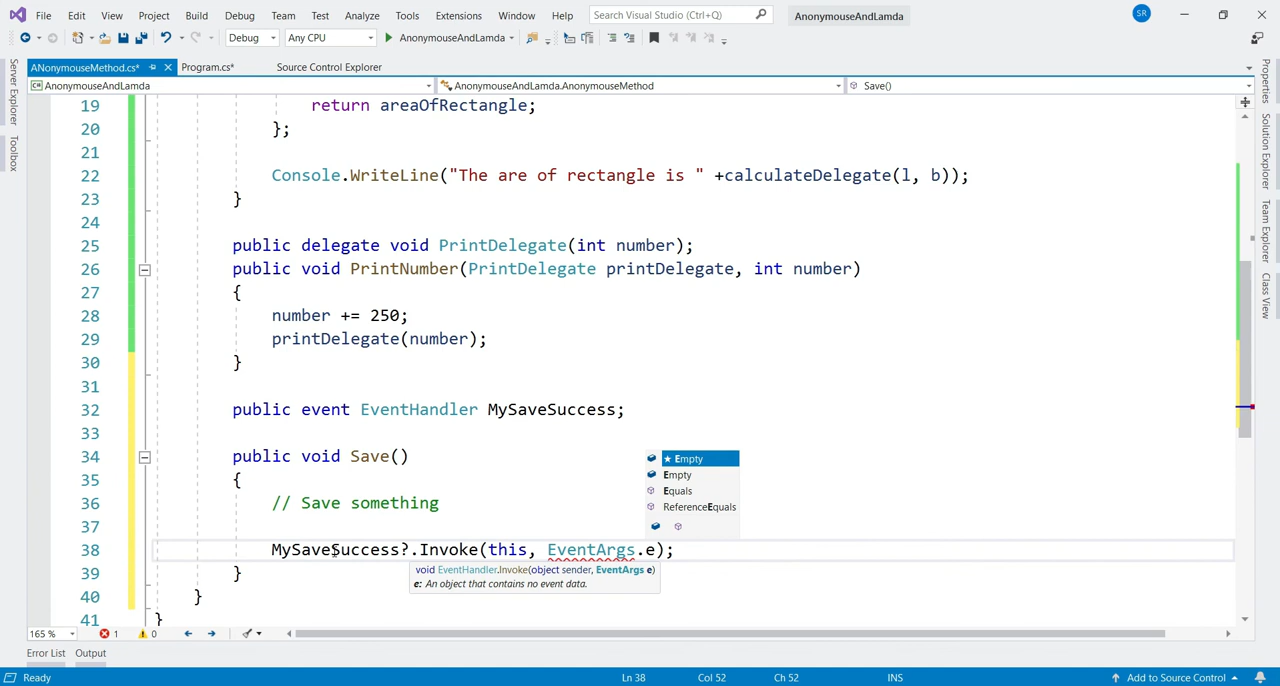 File Edit View Project Build Debug Team Test Analyze Tools Extensions Window Help Search Visual Studio (Ctrl+Q) AnonymouseAndLamda SR
Debug Any CPU AnonymouseAndLamda
ANonymouseMethod.cs* Program.cs* Source Control Explorer
AnonymouseAndLamda AnonymouseAndLamda.AnonymouseMethod Save()
Server Explorer
Toolbox
Properties
Solution Explorer
Team Explorer
Class View
19 return areaOfRectangle;
20 };
21
22 Console.WriteLine("The are of rectangle is " +calculateDelegate(l, b));
23 }
24
25 public delegate void PrintDelegate(int number);
26 public void PrintNumber(PrintDelegate printDelegate, int number)
27 {
28 number += 250;
29 printDelegate(number);
30 }
31
32 public event EventHandler MySaveSuccess;
33
34 public void Save()
35 {
36 // Save something
37
38 MySaveSuccess?.Invoke(this, EventArgs.e);
39 }
40 }
41 }
★ Empty
Empty
Equals
ReferenceEquals
void EventHandler.Invoke(object sender, EventArgs e)
e: An object that contains no event data.
165 % 1 0
Error List Output
Ready Ln 38 Col 52 Ch 52 INS Add to Source Control